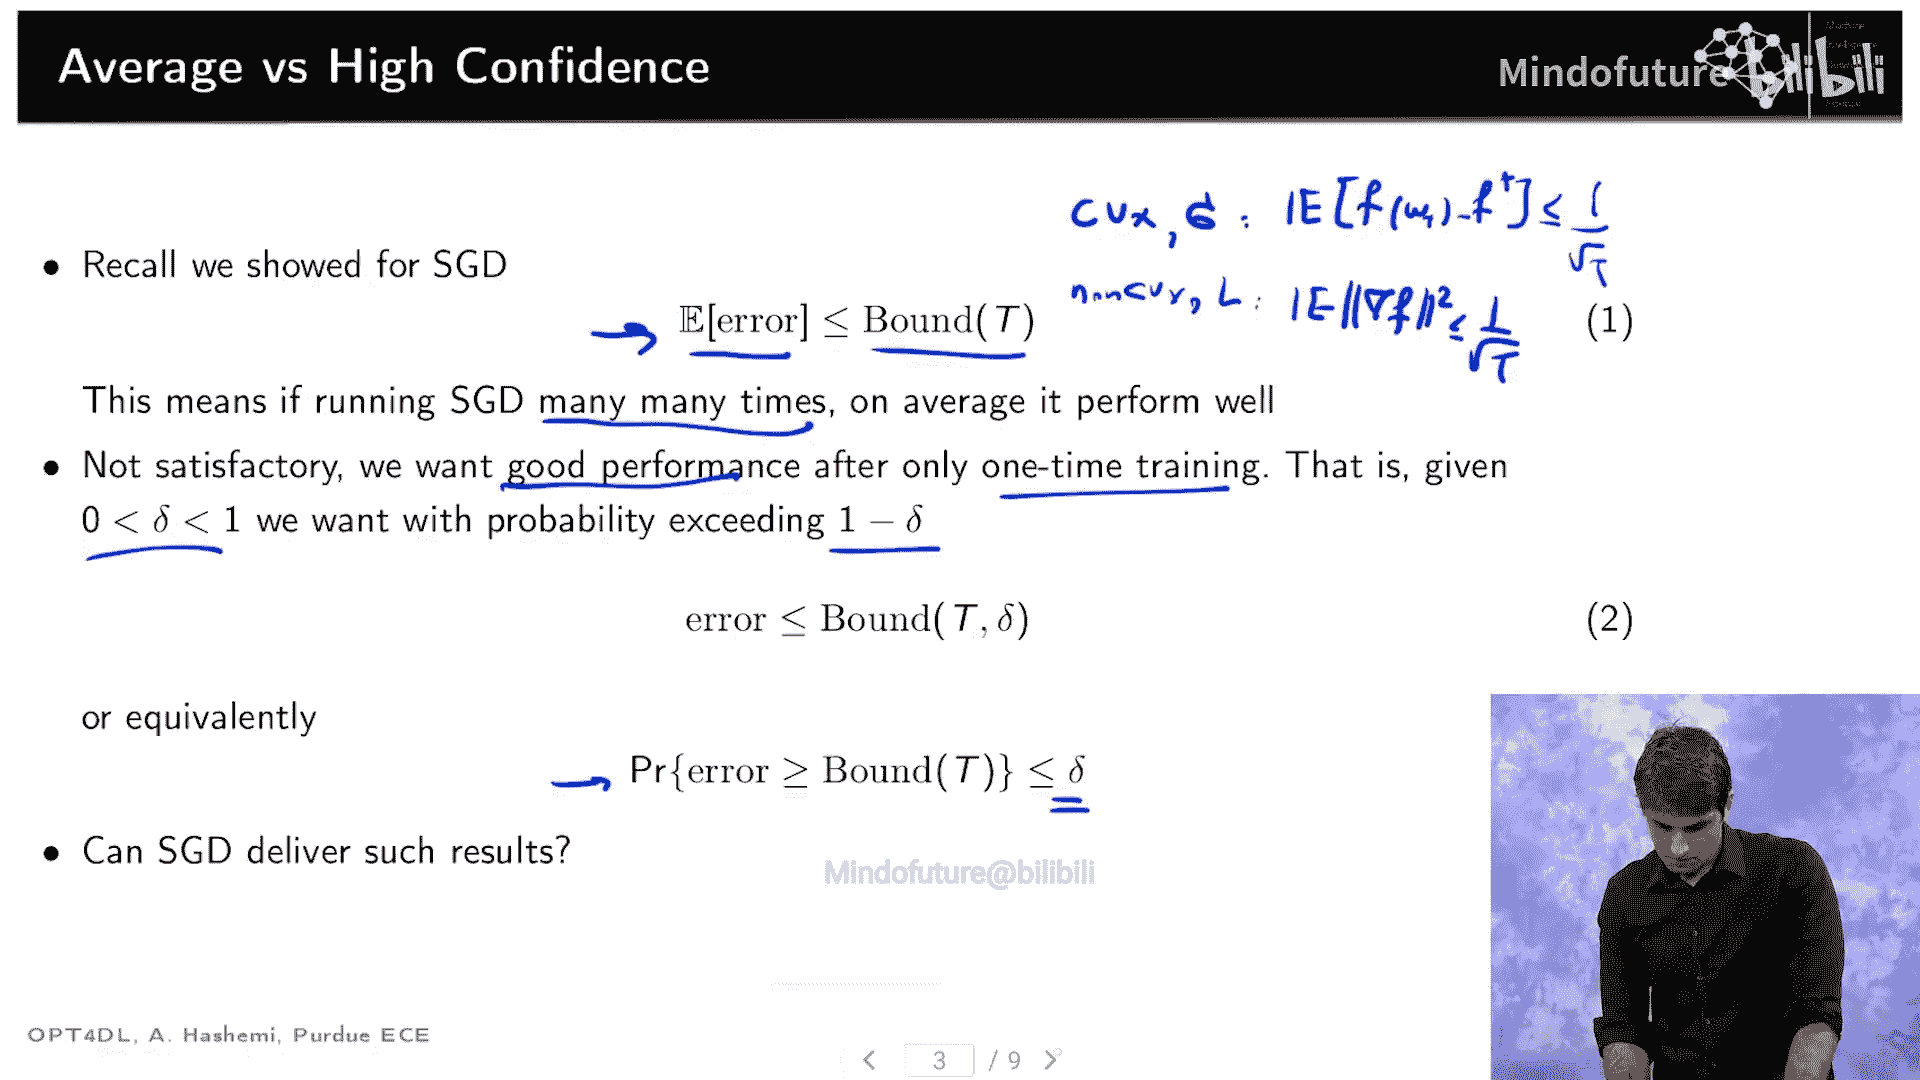 Average vs High Confidence
Mindofuture
bilibili
cvx, G : 𝔼[f(w_t) - f*] ≤ 1/√T
• Recall we showed for SGD
noncvx, L : 𝔼‖∇f‖² ≤ 1/√T
𝔼[error] ≤ Bound(T) (1)
This means if running SGD many many times, on average it perform well
• Not satisfactory, we want good performance after only one-time training. That is, given
0 < δ < 1 we want with probability exceeding 1 − δ
error ≤ Bound(T, δ) (2)
or equivalently
Pr{error ≥ Bound(T)} ≤ δ
• Can SGD deliver such results?
Mindofuture@bilibili
OPT4DL, A. Hashemi, Purdue ECE
3 / 9